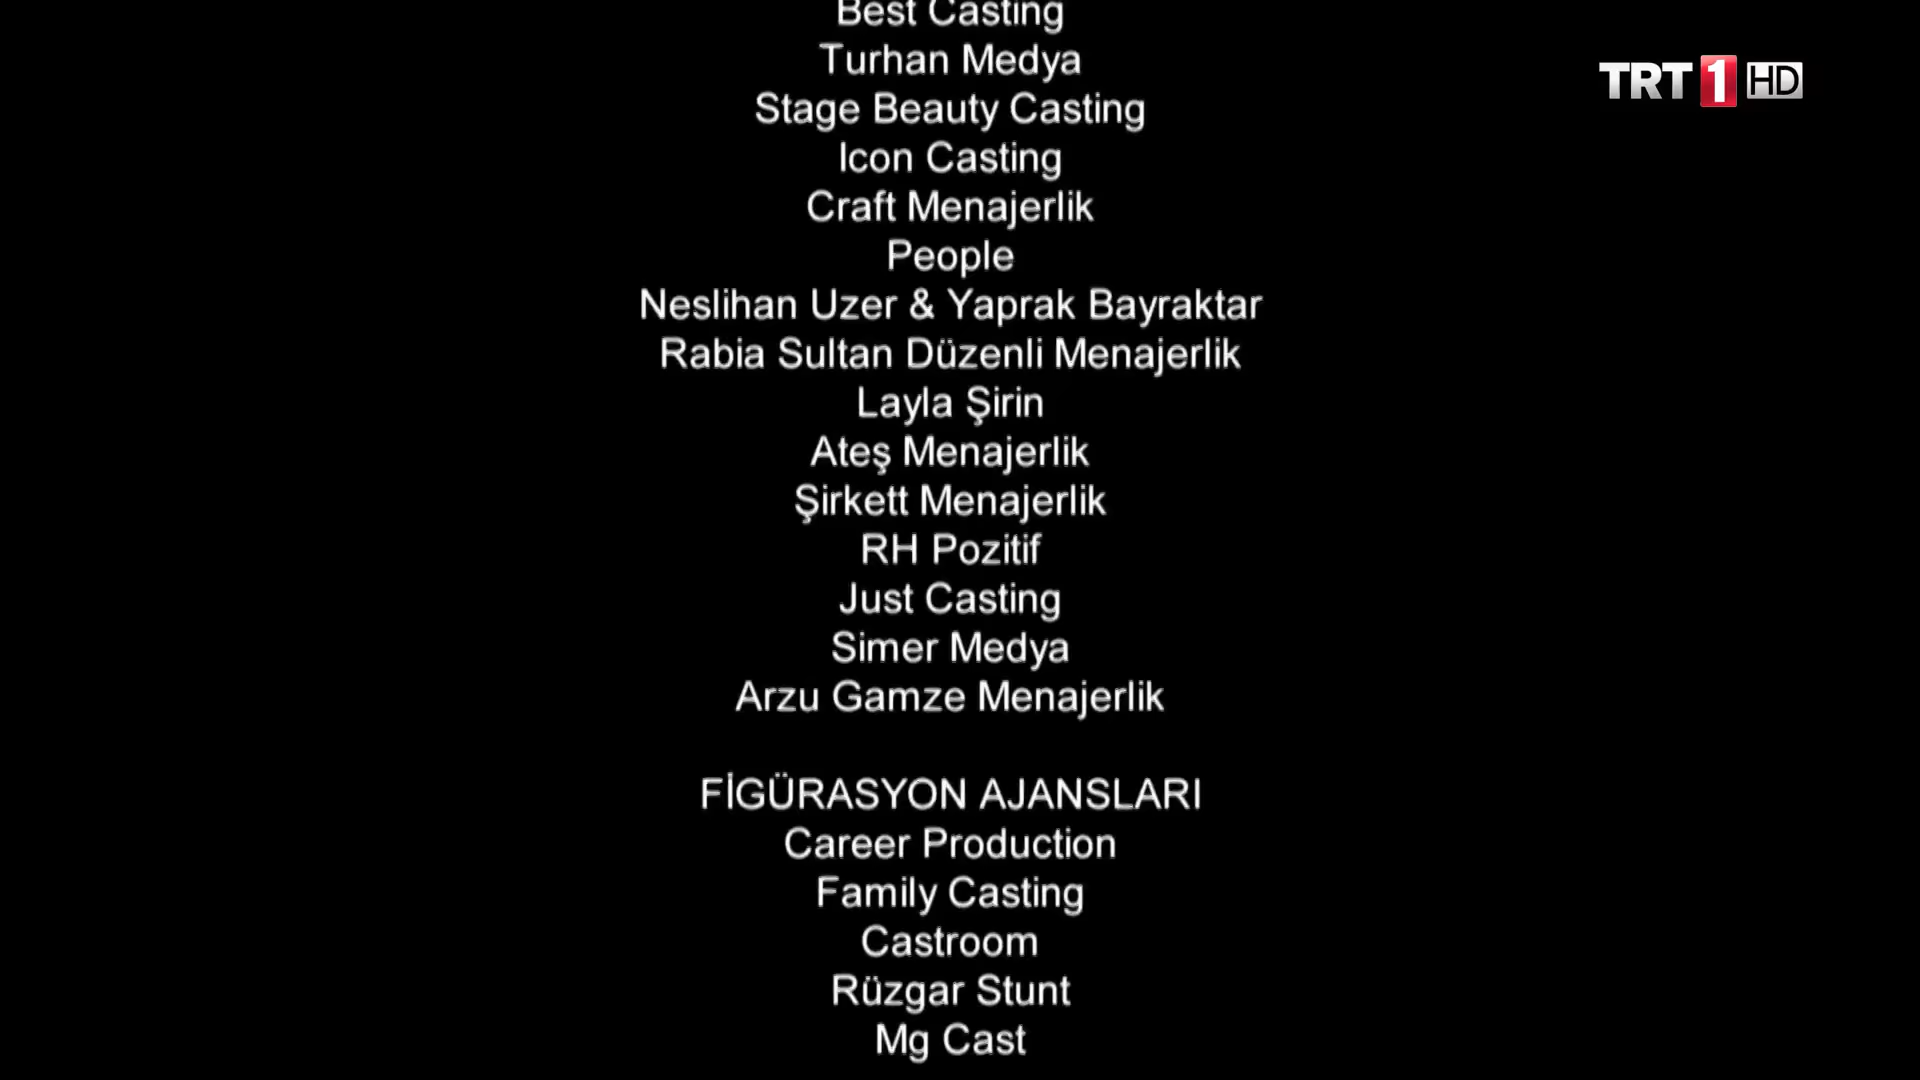 Best Casting
Turhan Medya
TRT 1 HD
Stage Beauty Casting
Icon Casting
Craft Menajerlik
People
Neslihan Uzer & Yaprak Bayraktar
Rabia Sultan Düzenli Menajerlik
Layla Şirin
Ateş Menajerlik
Şirkett Menajerlik
RH Pozitif
Just Casting
Simer Medya
Arzu Gamze Menajerlik
FİGÜRASYON AJANSLARI
Career Production
Family Casting
Castroom
Rüzgar Stunt
Mg Cast